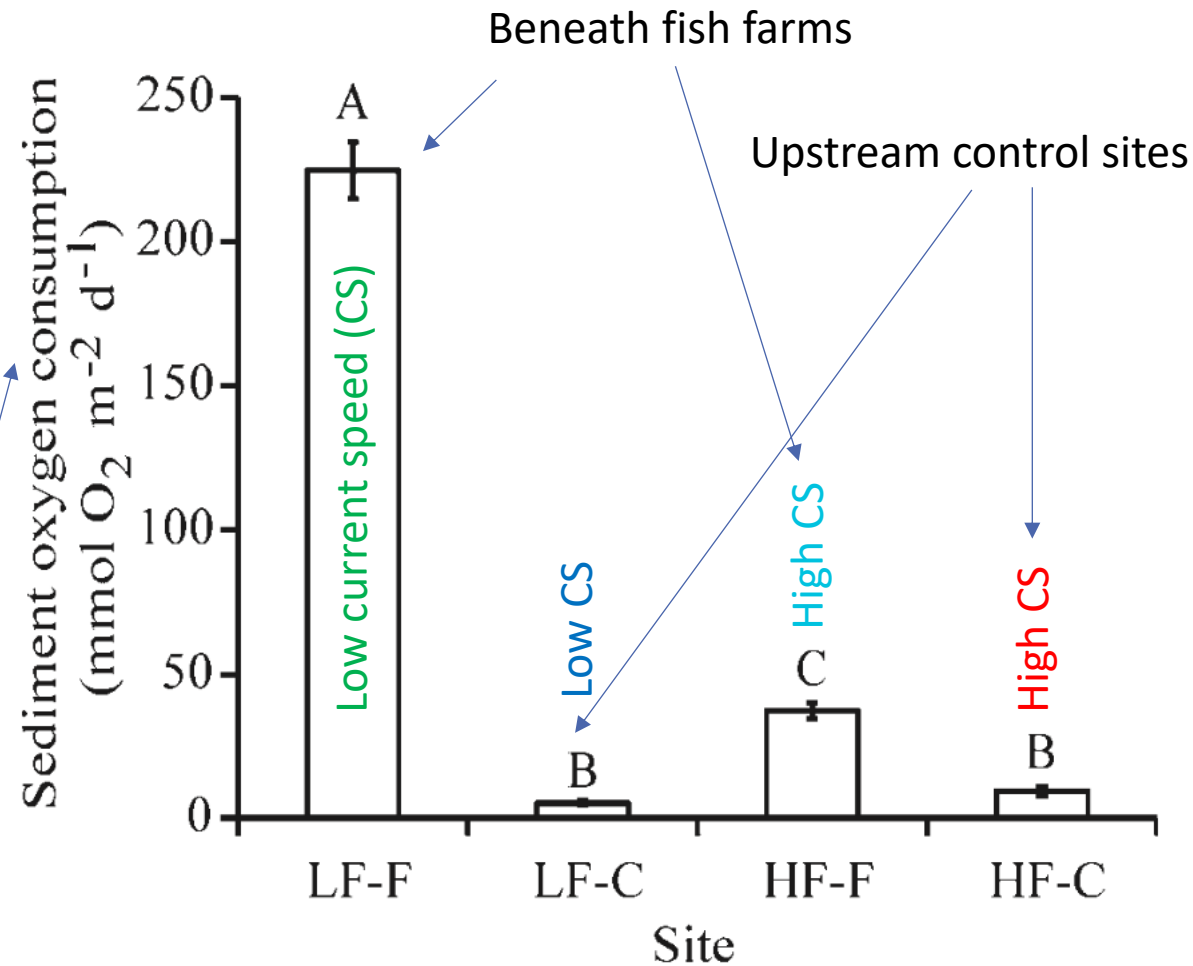 Beneath fish farms
Upstream control sites
Sediment oxygen consumption
(mmol O₂ m⁻² d⁻¹)
250
200
150
100
50
0
A
Low current speed (CS)
B
Low CS
C
High CS
B
High CS
LF-F
LF-C
HF-F
HF-C
Site